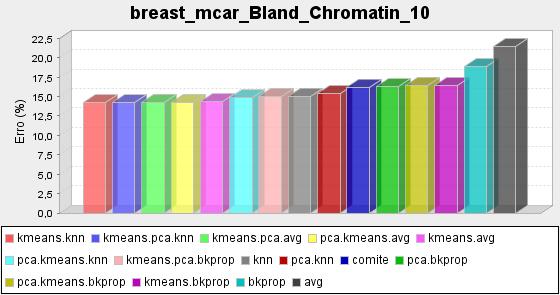 breast_mcar_Bland_Chromatin_10
22,5
20,0
17,5
15,0
12,5
10,0
7,5
5,0
2,5
0,0
Erro (%)
kmeans.knn kmeans.pca.knn kmeans.pca.avg pca.kmeans.avg kmeans.avg
pca.kmeans.knn kmeans.pca.bkprop knn pca.knn comite pca.bkprop
pca.kmeans.bkprop kmeans.bkprop bkprop avg